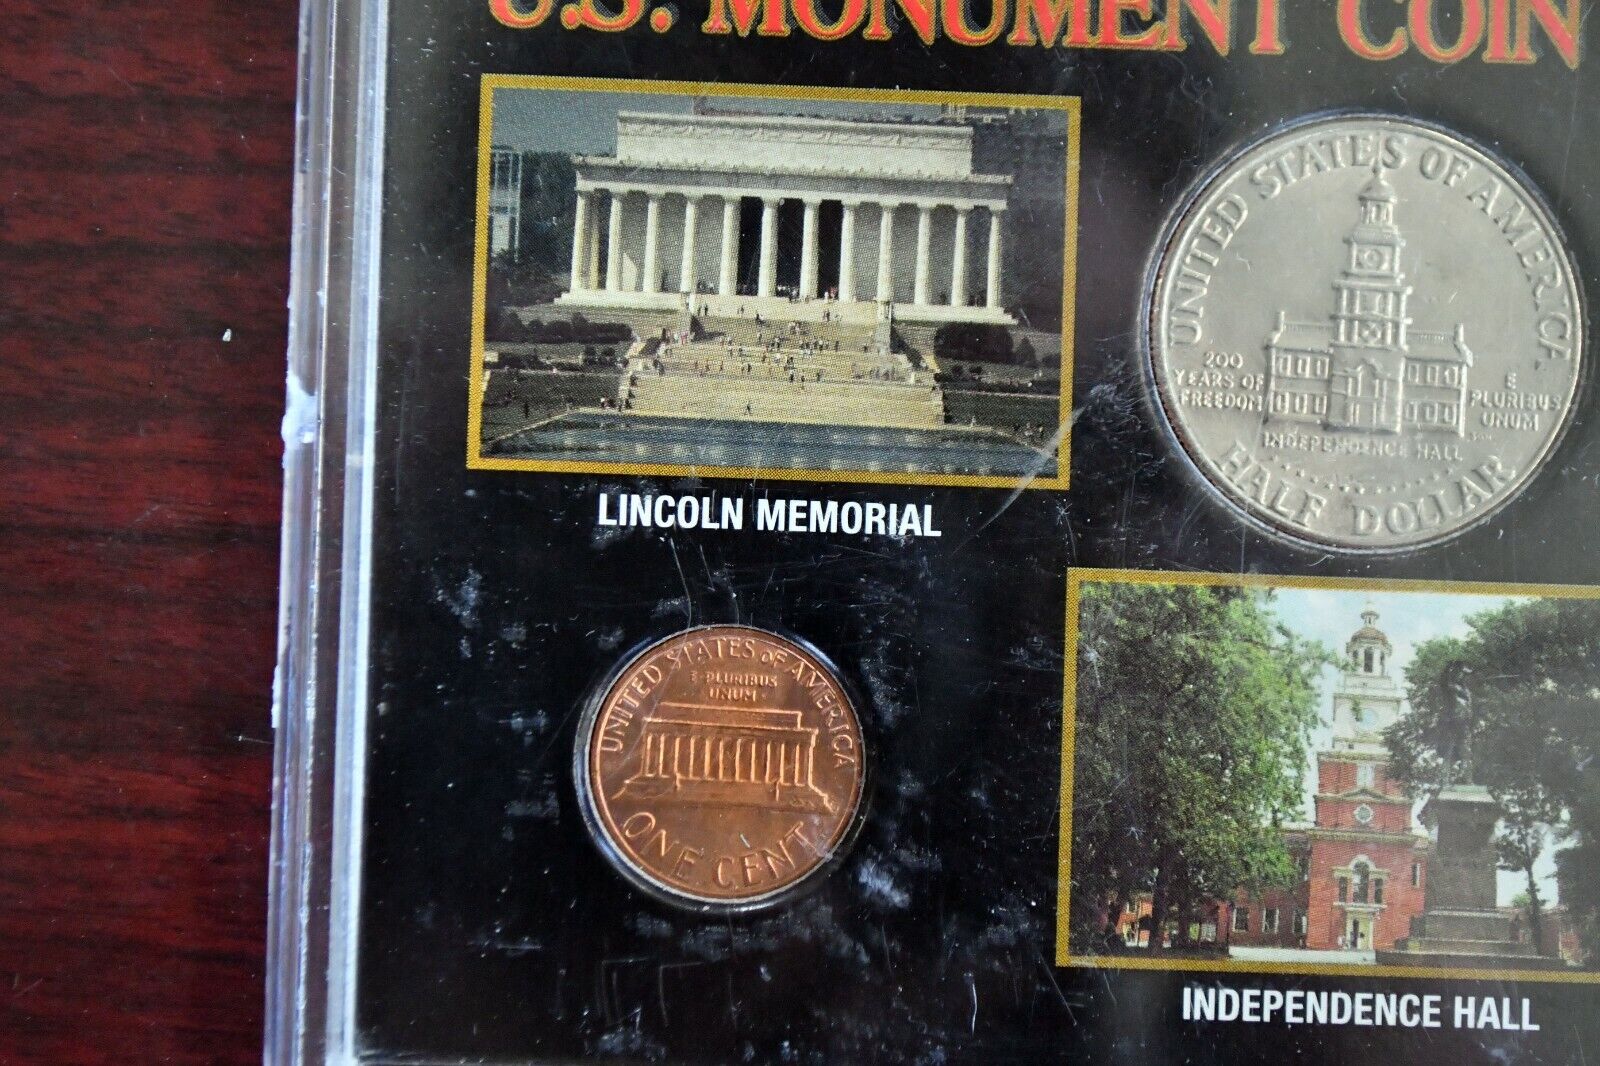 U.S. MONUMENT COIN
UNITED STATES OF AMERICA
200
YEARS OF
FREEDOM
E
PLURIBUS
UNUM
INDEPENDENCE HALL
HALF DOLLAR
LINCOLN MEMORIAL
UNITED STATES OF AMERICA
E PLURIBUS
UNUM
ONE CENT
INDEPENDENCE HALL